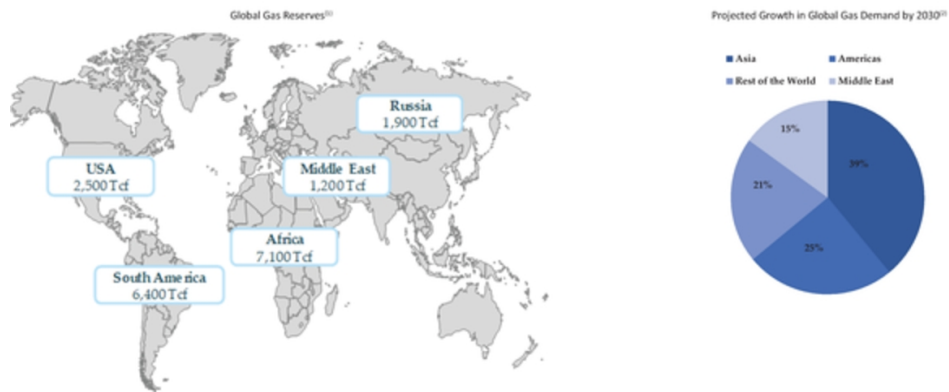 Global Gas Reserves⁽¹⁾
Russia
1,900 Tcf
USA
2,500 Tcf
Middle East
1,200 Tcf
Africa
7,100 Tcf
South America
6,400 Tcf
Projected Growth in Global Gas Demand by 2030⁽²⁾
Asia
Americas
Rest of the World
Middle East
15%
39%
21%
25%